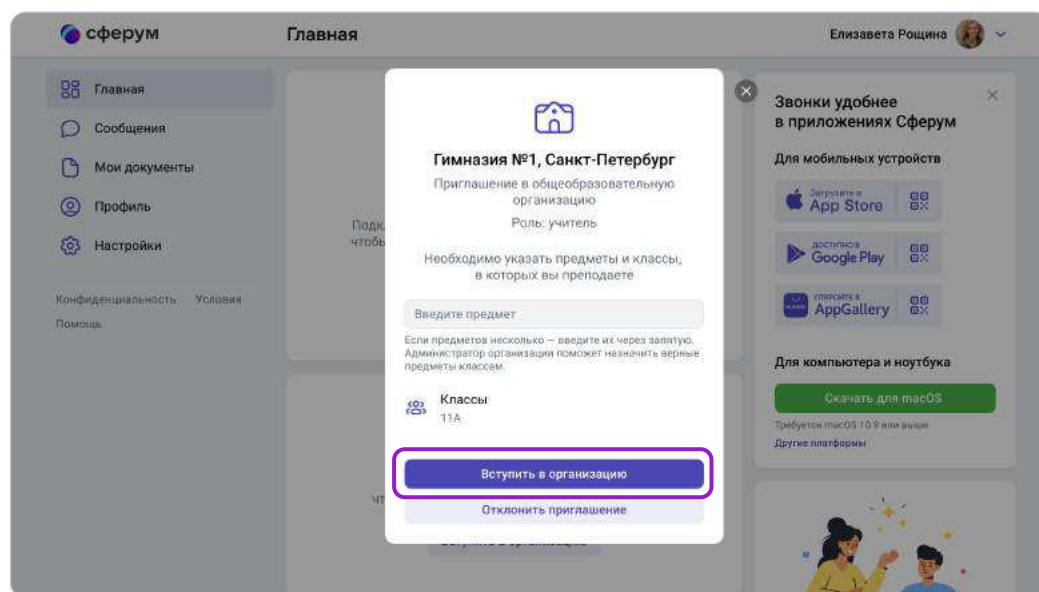 сферум
Главная
Елизавета Рощина
Главная
Сообщения
Мои документы
Профиль
Настройки
Конфиденциальность Условия
Помощь
Гимназия №1, Санкт-Петербург
Приглашение в общеобразовательную
организацию
Роль: учитель
Необходимо указать предметы и классы,
в которых вы преподаете
Введите предмет
Если предметов несколько — введите их через запятую.
Администратор организации поможет назначить верные
предметы классам.
Классы
11А
Вступить в организацию
Отклонить приглашение
Звонки удобнее
в приложениях Сферум
Для мобильных устройств
Загрузите в
App Store
ДОСТУПНО В
Google Play
ОТКРОЙТЕ В
AppGallery
Для компьютера и ноутбука
Скачать для macOS
Требуется macOS 10.9 или выше
Другие платформы